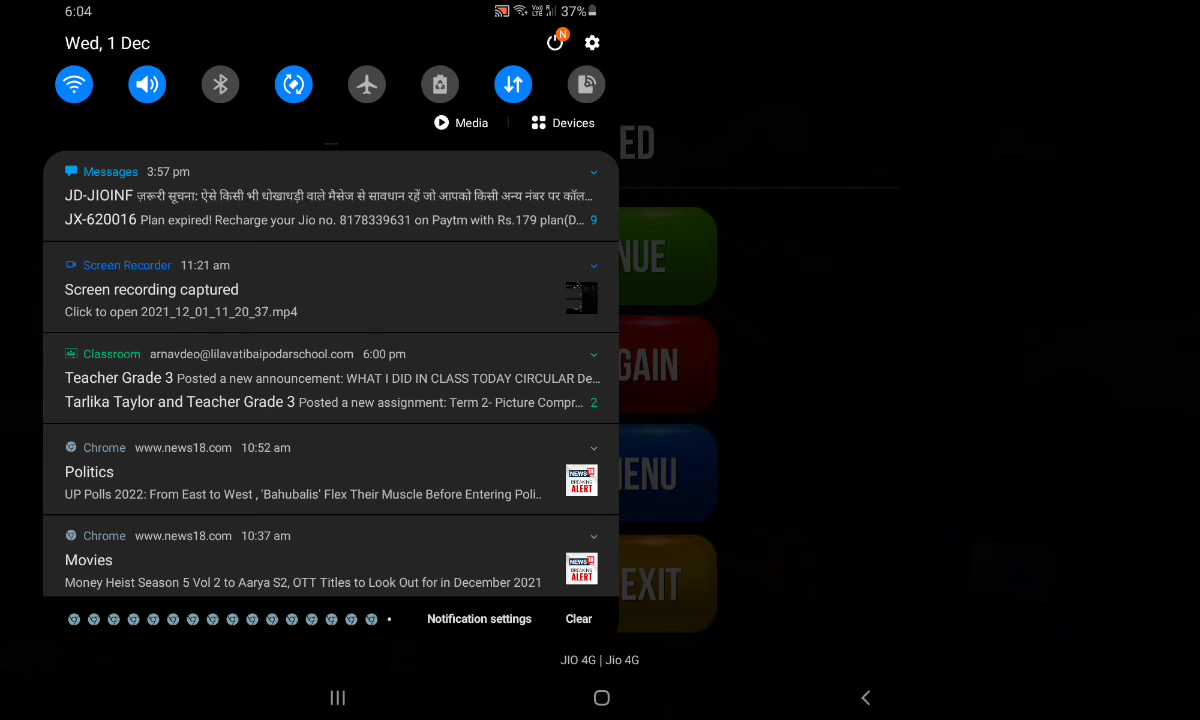 6:04
37%
Wed, 1 Dec
N
Media
Devices
Messages 3:57 pm
JD-JIOINF ज़रूरी सूचना: ऐसे किसी भी धोखाधड़ी वाले मैसेज से सावधान रहें जो आपको किसी अन्य नंबर पर कॉल...
JX-620016 Plan expired! Recharge your Jio no. 8178339631 on Paytm with Rs.179 plan(D... 9
Screen Recorder 11:21 am
Screen recording captured
Click to open 2021_12_01_11_20_37.mp4
Classroom arnavdeo@lilavatibaipodarschool.com 6:00 pm
Teacher Grade 3 Posted a new announcement: WHAT I DID IN CLASS TODAY CIRCULAR De...
Tarlika Taylor and Teacher Grade 3 Posted a new assignment: Term 2- Picture Compr... 2
Chrome www.news18.com 10:52 am
Politics
UP Polls 2022: From East to West , 'Bahubalis' Flex Their Muscle Before Entering Poli..
NEWS18
BREAKING
ALERT
Chrome www.news18.com 10:37 am
Movies
Money Heist Season 5 Vol 2 to Aarya S2, OTT Titles to Look Out for in December 2021
NEWS18
BREAKING
ALERT
Notification settings Clear
JIO 4G | Jio 4G
ED
NUE
GAIN
ENU
EXIT